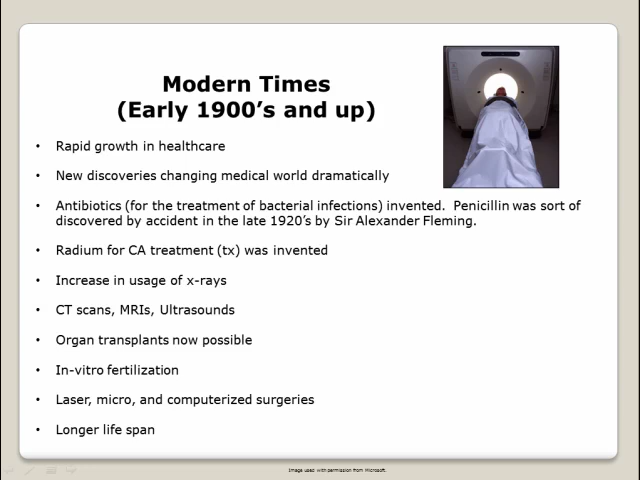 Modern Times
(Early 1900's and up)
• Rapid growth in healthcare
• New discoveries changing medical world dramatically
• Antibiotics (for the treatment of bacterial infections) invented.  Penicillin was sort of
discovered by accident in the late 1920's by Sir Alexander Fleming.
• Radium for CA treatment (tx) was invented
• Increase in usage of x-rays
• CT scans, MRIs, Ultrasounds
• Organ transplants now possible
• In-vitro fertilization
• Laser, micro, and computerized surgeries
• Longer life span
Image used with permission from Microsoft.